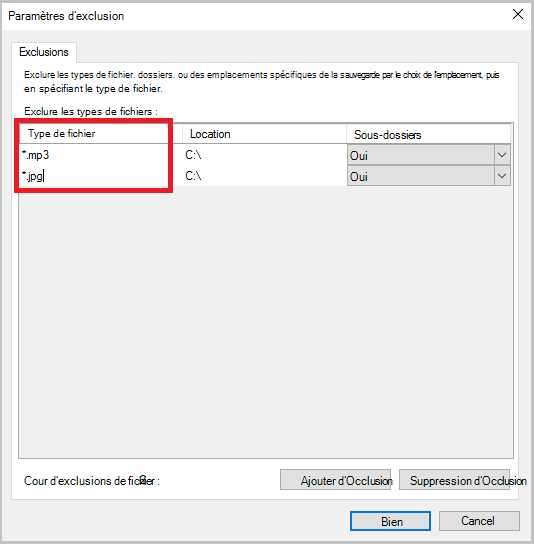 Paramètres d'exclusion
Exclusions
Exclure les types de fichier, dossiers, ou des emplacements spécifiques de la sauvegarde par le choix de l'emplacement, puis
en spécifiant le type de fichier.
Exclure les types de fichiers :
Type de fichier Location Sous-dossiers
*.mp3 C:\ Oui
*.jpg C:\ Oui
Cour d'exclusions de fichier : 2 Ajouter d'Occlusion Suppression d'Occlusion
Bien Cancel